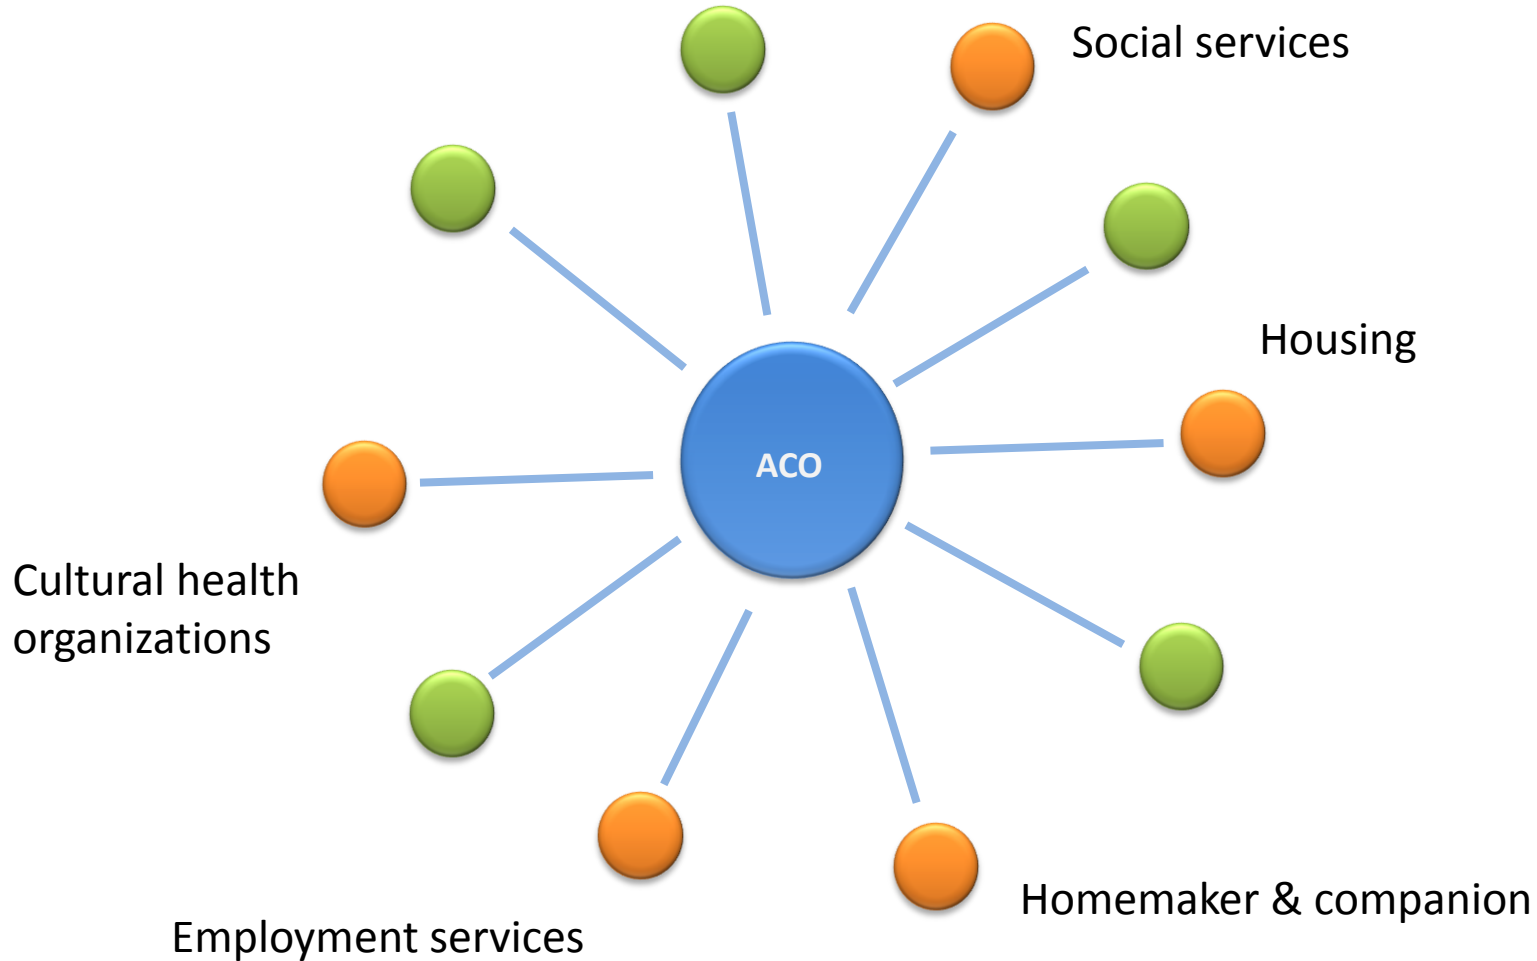 Social services
Housing
ACO
Cultural health
organizations
Homemaker & companion
Employment services